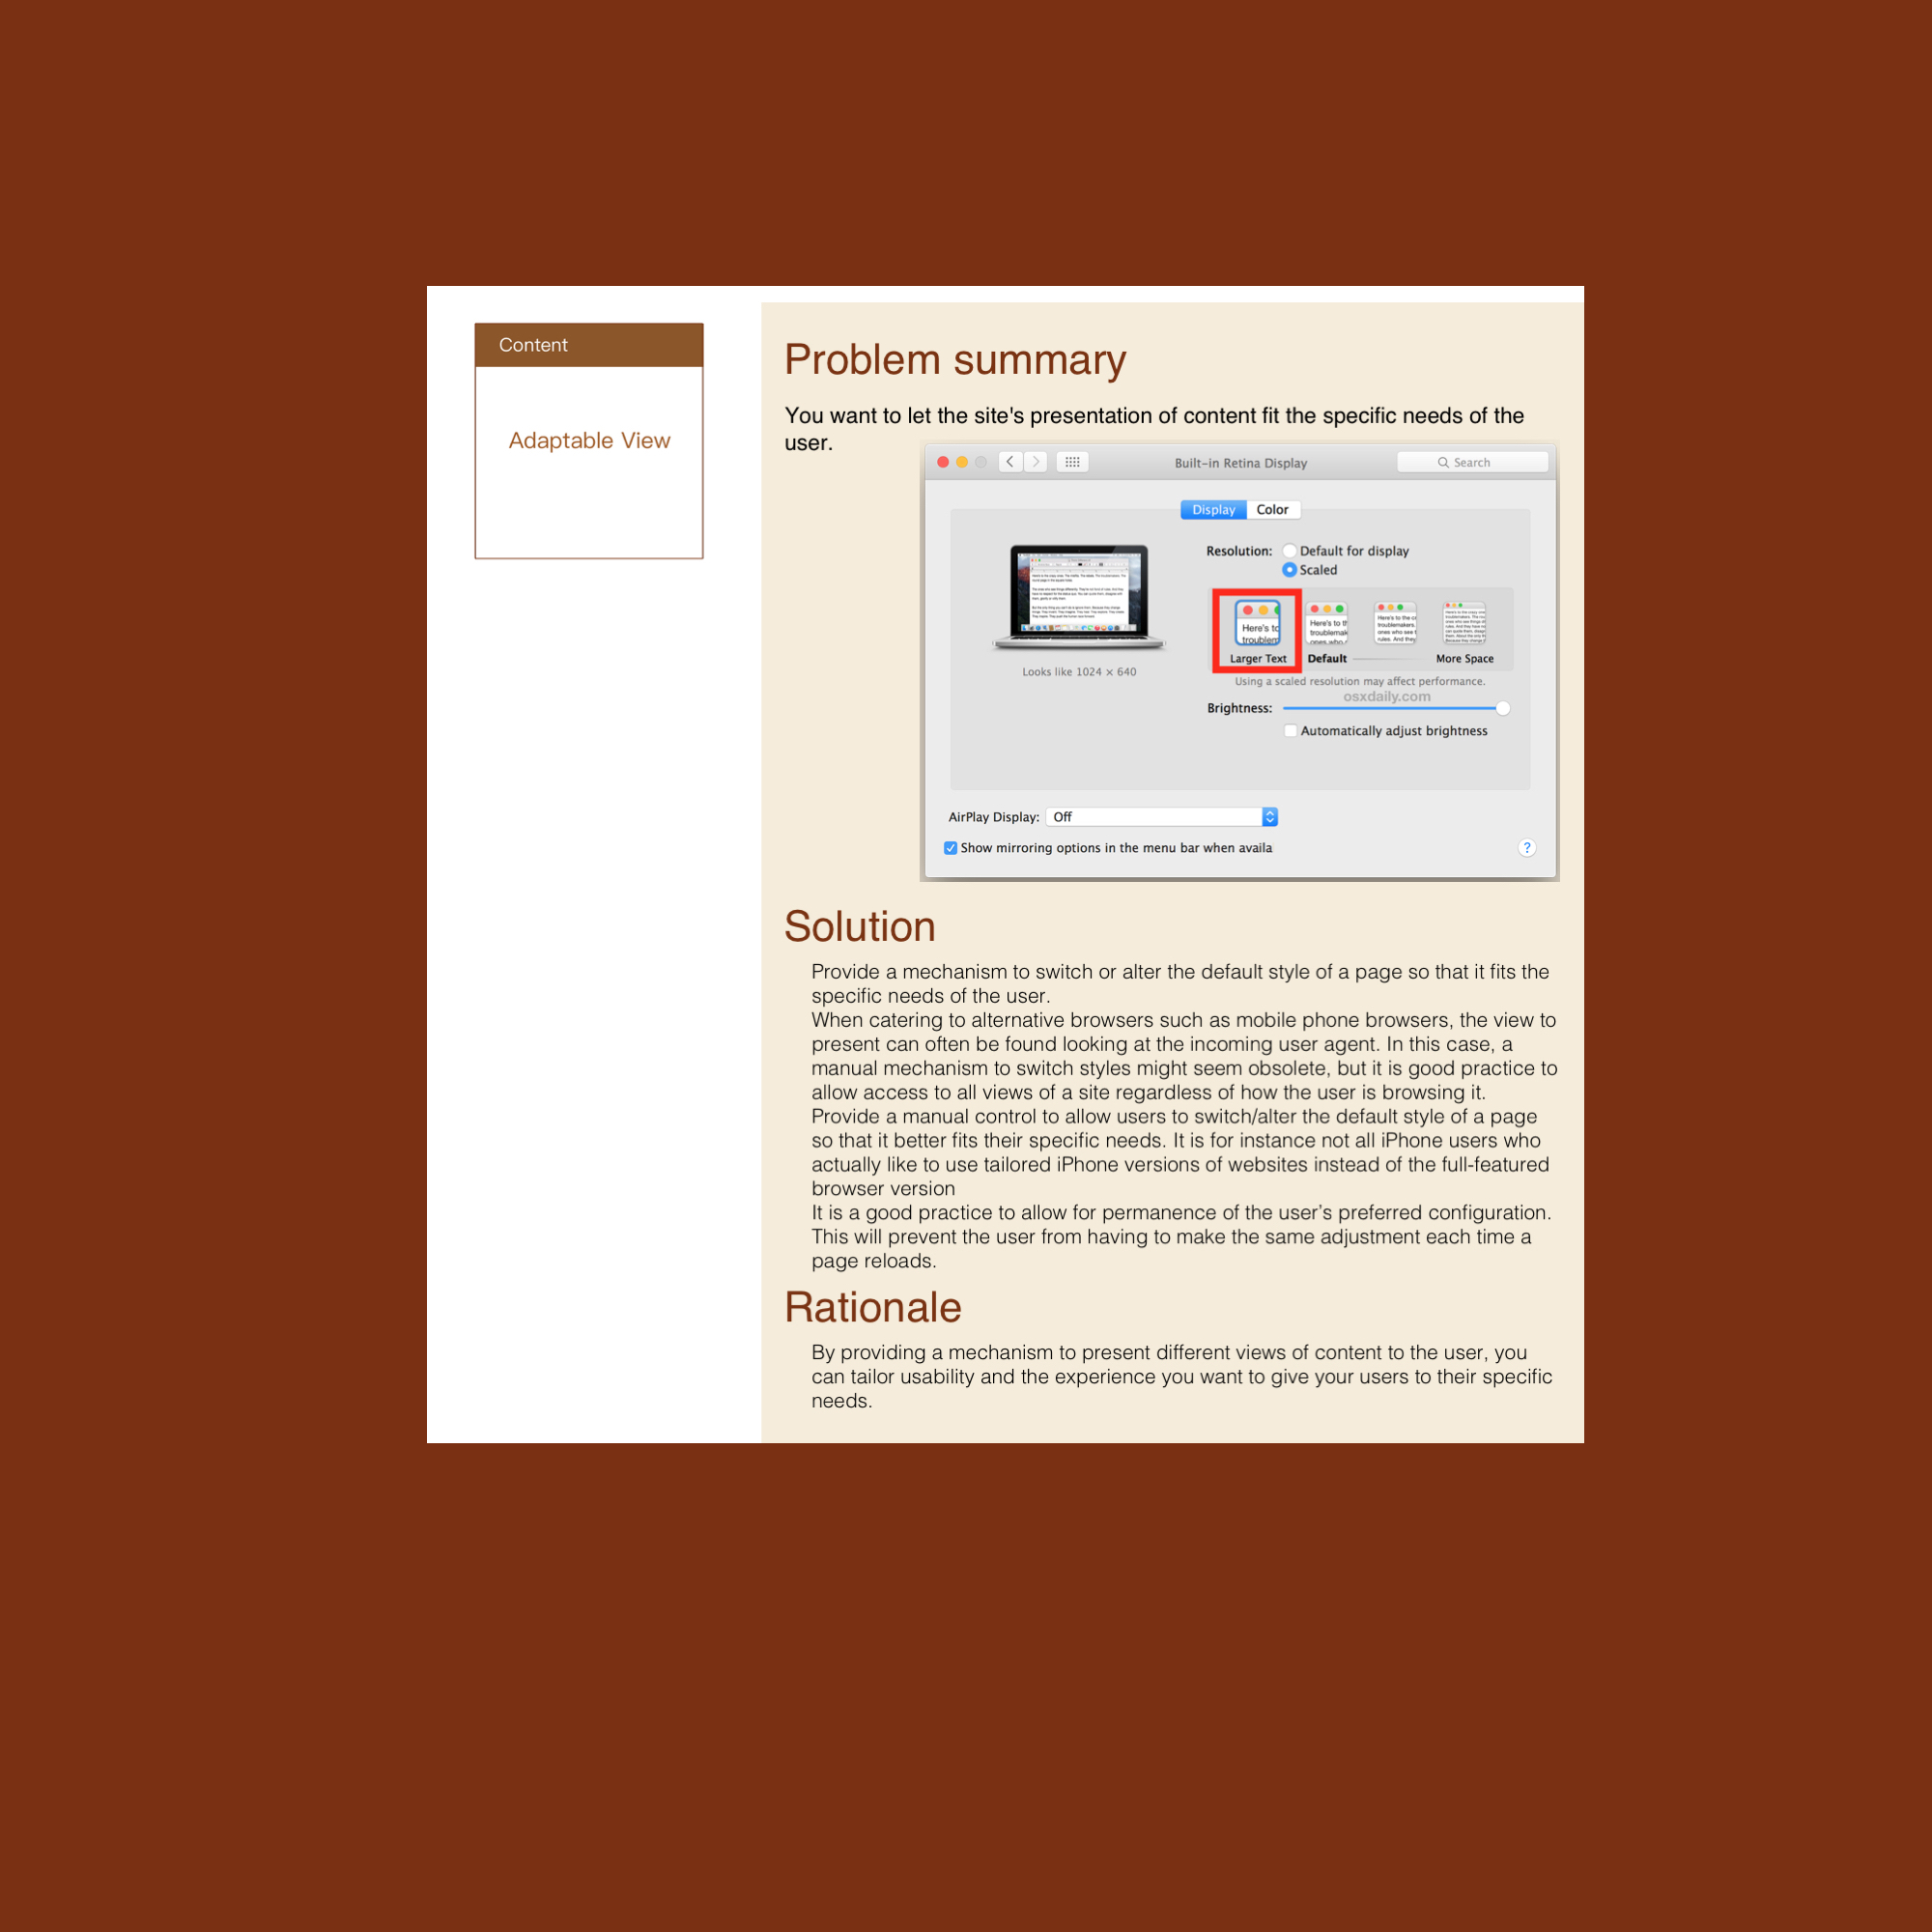 Content
Adaptable View
Problem summary
You want to let the site's presentation of content fit the specific needs of the
user.
Built-in Retina Display
Search
Display
Color
Resolution:
Default for display
Scaled
Here's to
troublem
Here's to th
troublemak
ones who
Here's to the c
troublemakers.
ones who see t
rules. And they
Larger Text
Default
More Space
Looks like 1024 × 640
Using a scaled resolution may affect performance.
osxdaily.com
Brightness:
Automatically adjust brightness
AirPlay Display:
Off
Show mirroring options in the menu bar when availa
?
Solution
Provide a mechanism to switch or alter the default style of a page so that it fits the
specific needs of the user.
When catering to alternative browsers such as mobile phone browsers, the view to
present can often be found looking at the incoming user agent. In this case, a
manual mechanism to switch styles might seem obsolete, but it is good practice to
allow access to all views of a site regardless of how the user is browsing it.
Provide a manual control to allow users to switch/alter the default style of a page
so that it better fits their specific needs. It is for instance not all iPhone users who
actually like to use tailored iPhone versions of websites instead of the full-featured
browser version
It is a good practice to allow for permanence of the user’s preferred configuration.
This will prevent the user from having to make the same adjustment each time a
page reloads.
Rationale
By providing a mechanism to present different views of content to the user, you
can tailor usability and the experience you want to give your users to their specific
needs.